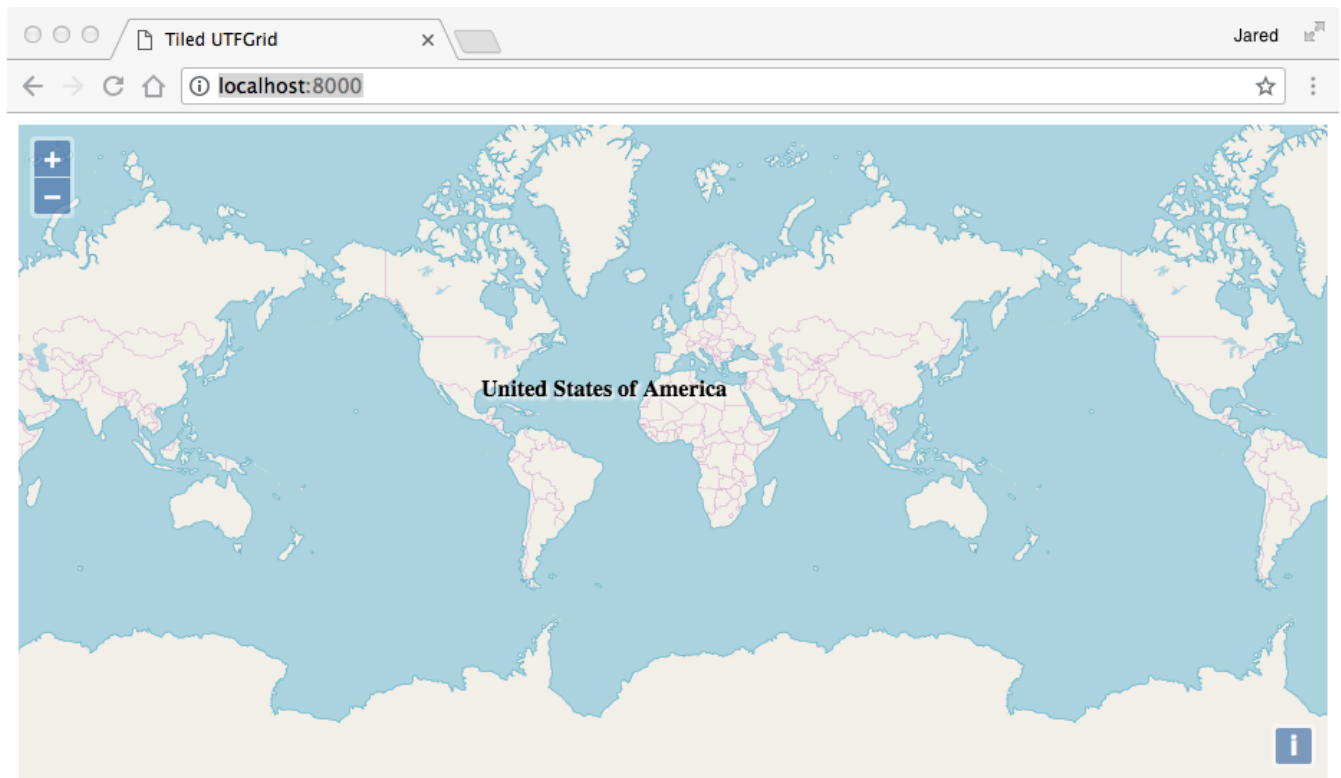 Tiled UTFGrid
Jared
localhost:8000
+
−
United States of America
i